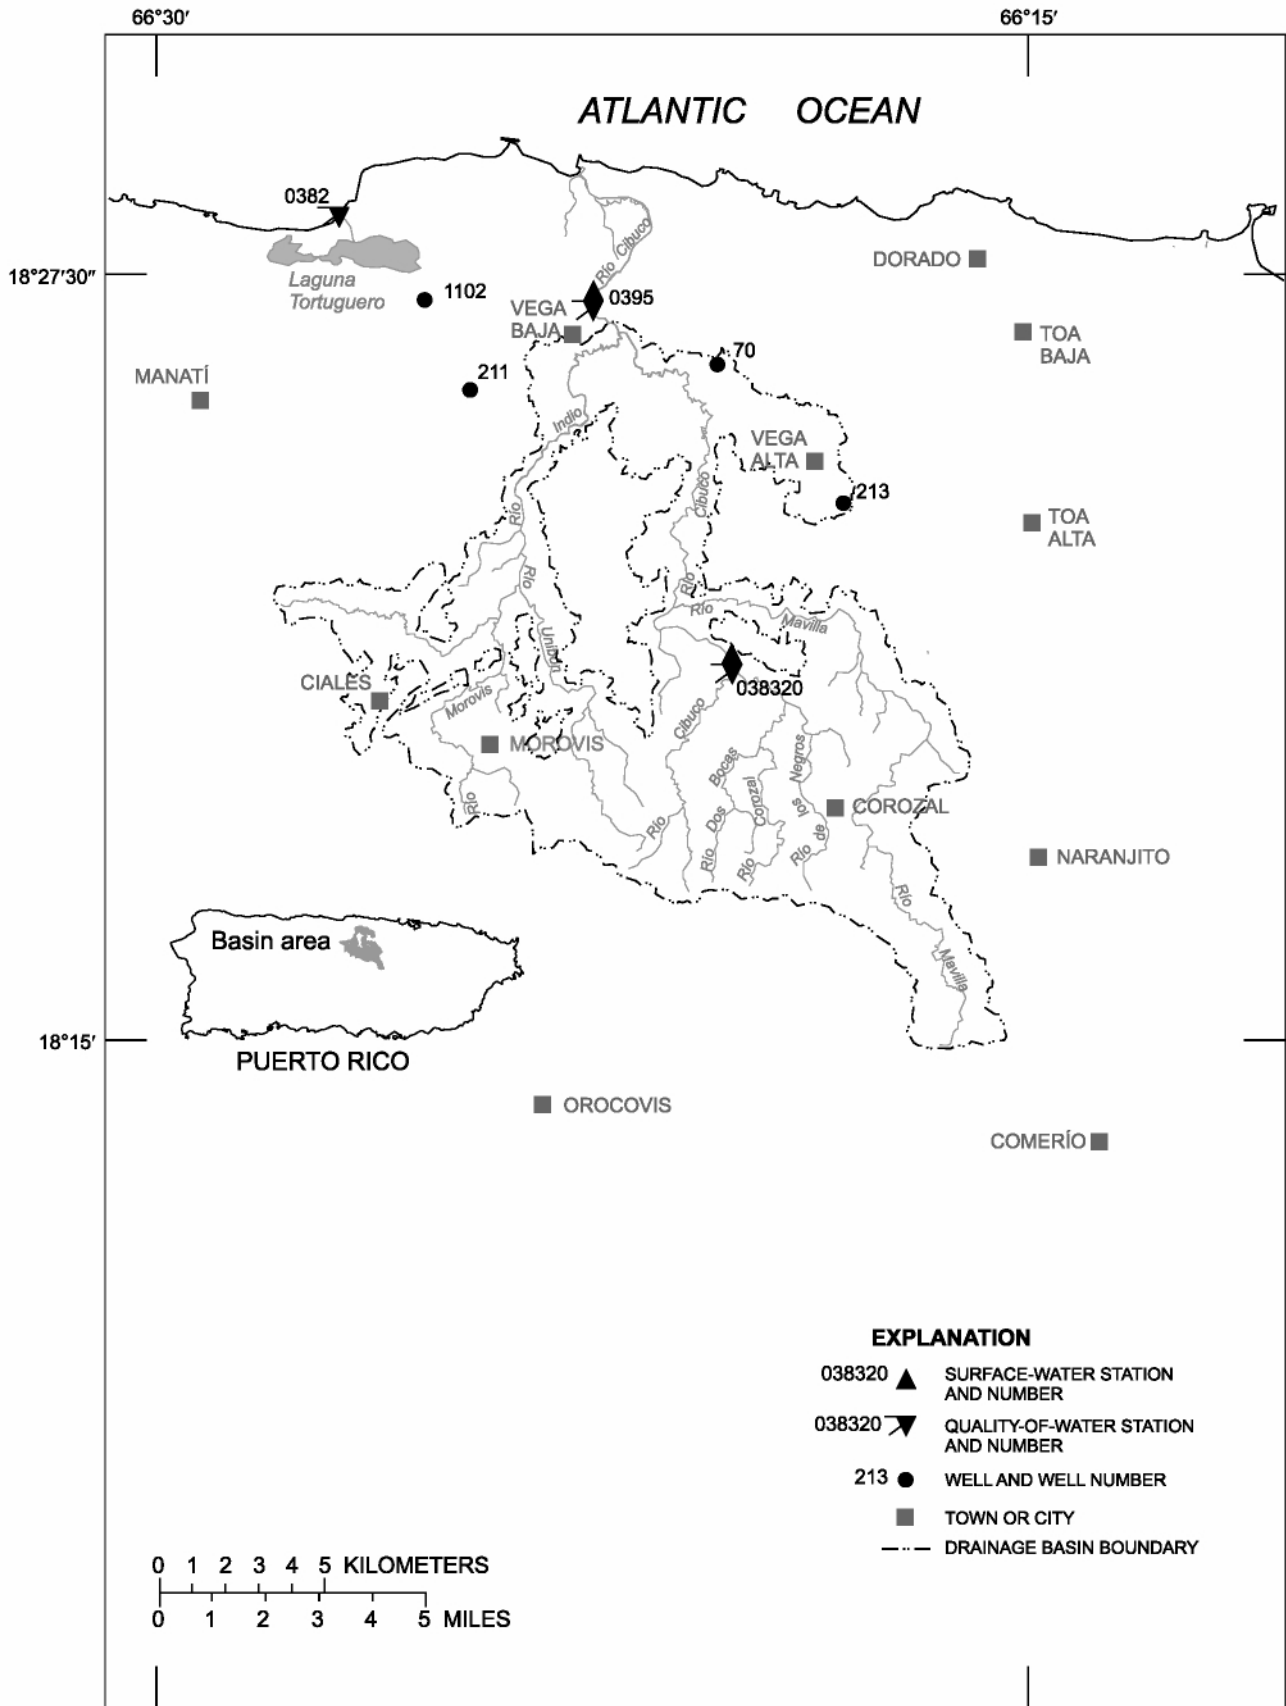 66°30′ 66°15′
ATLANTIC OCEAN
0382
Río Cibuco
DORADO
18°27′30″
Laguna
Tortuguero
1102
0395
VEGA
BAJA
TOA
BAJA
70
MANATÍ
211
Indio
VEGA
ALTA
Cibuco
213
Río
TOA
ALTA
Río
Río
Río
Mavilla
Unibon
CIALES
038320
Morovis
Cibuco
MOROVIS
Negros
Bocas
Corozal
Río
los
COROZAL
Dos
Río
de
Río
Río
Río
NARANJITO
Río
Basin area
Mavilla
18°15′
PUERTO RICO
OROCOVIS
COMERÍO
EXPLANATION
038320 SURFACE-WATER STATION
AND NUMBER
038320 QUALITY-OF-WATER STATION
AND NUMBER
213 WELL AND WELL NUMBER
TOWN OR CITY
DRAINAGE BASIN BOUNDARY
0 1 2 3 4 5 KILOMETERS
0 1 2 3 4 5 MILES